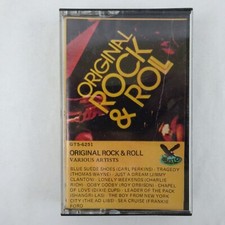 ORIGINAL
ROCK
& ROLL
GTS-6251
ORIGINAL ROCK & ROLL
VARIOUS ARTISTS
BLUE SUEDE SHOES (CARL PERKINS) · TRAGEDY
(THOMAS WAYNE) · JUST A DREAM (JIMMY
CLANTON) · LONELY WEEKENDS (CHARLIE
RICH) · OOBY DOOBY (ROY ORBISON) · CHAPEL
OF LOVE (DIXIE CUPS) · LEADER OF THE PACK
(SHANGRI-LAS) · THE BOY FROM NEW YORK
CITY (THE AD LIBS) · SEA CRUISE (FRANKIE
FORD)